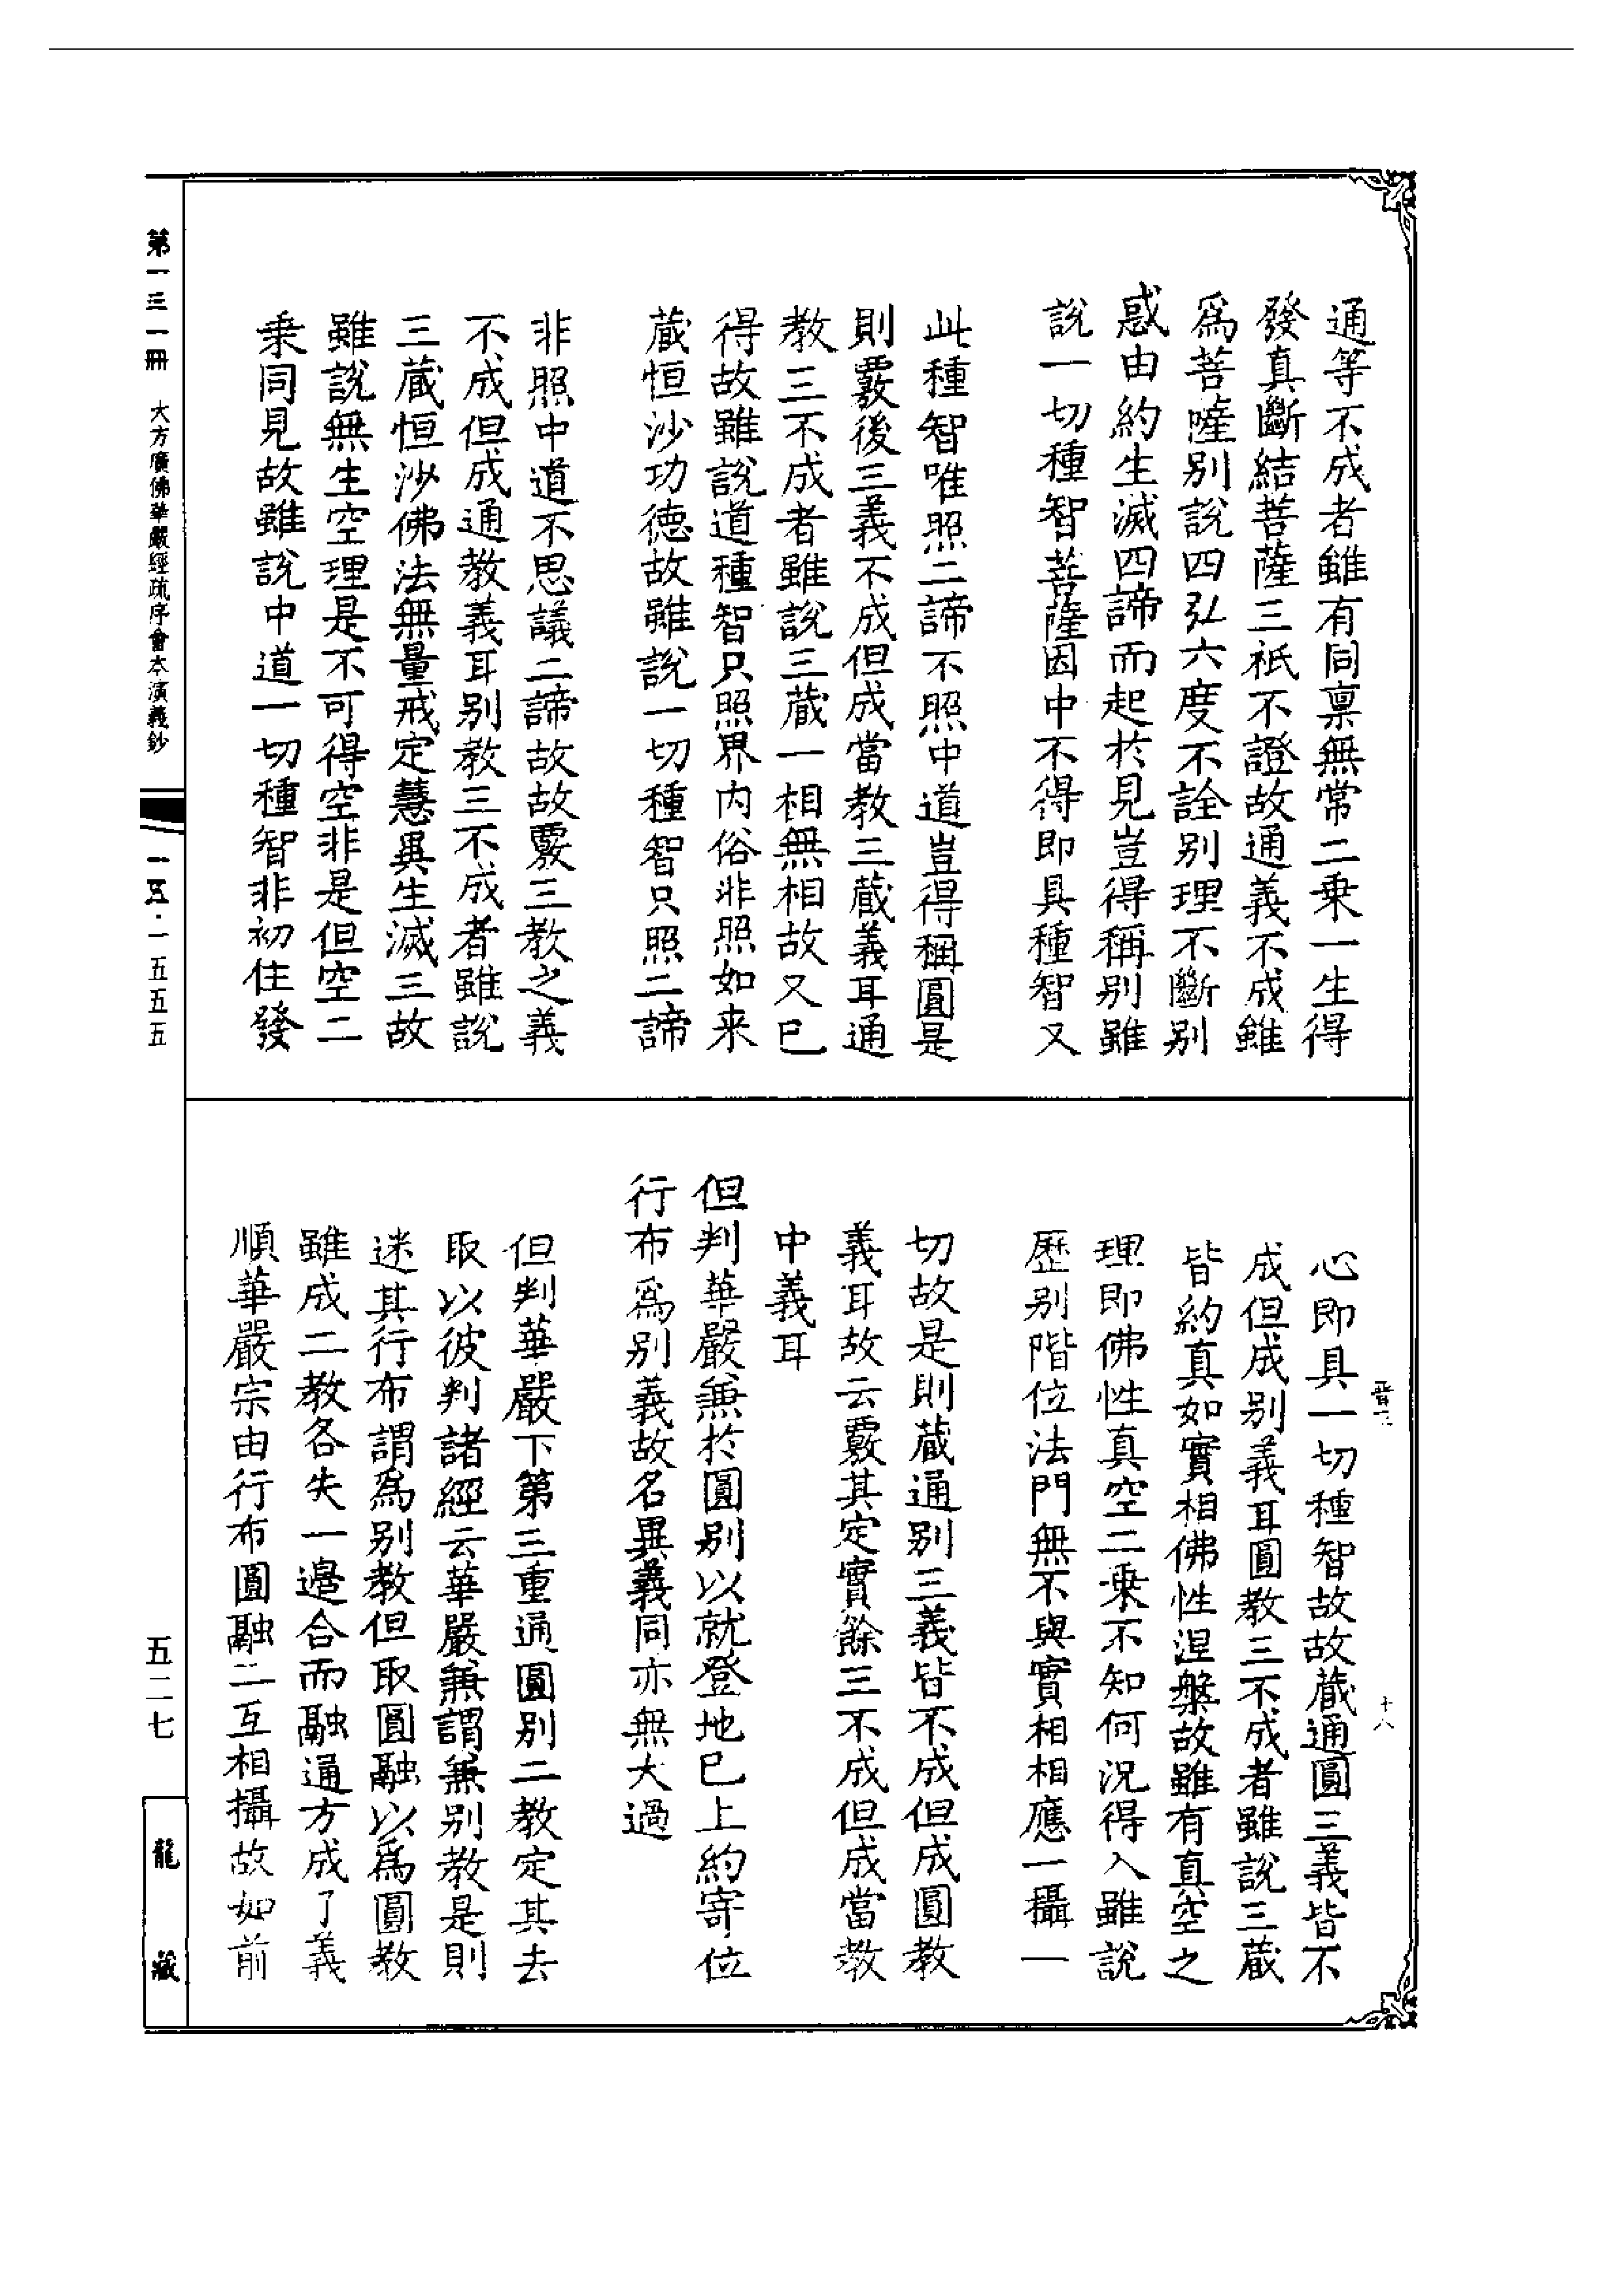 通等不成者雖有同稟無常二乗一生得
發真斷結菩薩三祇不證故通義不成雖
爲菩薩別說四弘六度不詮別理不斷別
惑由約生滅四諦而起於見豈得稱別雖
說一切種智菩薩因中不得即具種智又
此種智唯照二諦不照中道豈得稱圓是
則覈後三義不成但成當教三藏義耳通
教三不成者雖說三藏一相無相故又已
得故雖說道種智只照界内俗非照如来
藏恒沙功德故雖說一切種智只照二諦
非照中道不思議二諦故故覈三教之義
不成但成通教義耳別教三不成者雖說
三藏恒沙佛法無量戒定慧異生滅三故
雖說無生空理是不可得空非是但空二
乗同見故雖說中道一切種智非初住發
心即具一切種智故故藏通圓三義皆不
成但成別義耳圓教三不成者雖說三藏
皆約真如實相佛性涅槃故雖有真空之
理即佛性真空二乗不知何況得入雖說
歷別階位法門無不與實相相應一攝一
切故是則藏通別三義皆不成但成圓教
義耳故云覈其定實餘三不成但成當教
中義耳
但判華嚴兼於圓別以就登地已上約寄位
行布爲別義故名異義同亦無大過
但判華嚴下第三重通圓別二教定其去
取以彼判諸經云華嚴兼謂兼別教是則
迷其行布謂爲別教但取圓融以爲圓教
雖成二教各失一邊合而融通方成了義
順華嚴宗由行布圓融二互相攝故如前
十八
第一三一冊　大方廣佛華嚴經疏序會本演義鈔
一五・一五五五
五二七
龍藏